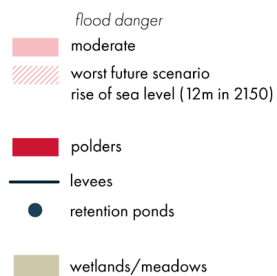 flood danger
moderate
worst future scenario
rise of sea level (12m in 2150)
polders
levees
retention ponds
wetlands/meadows